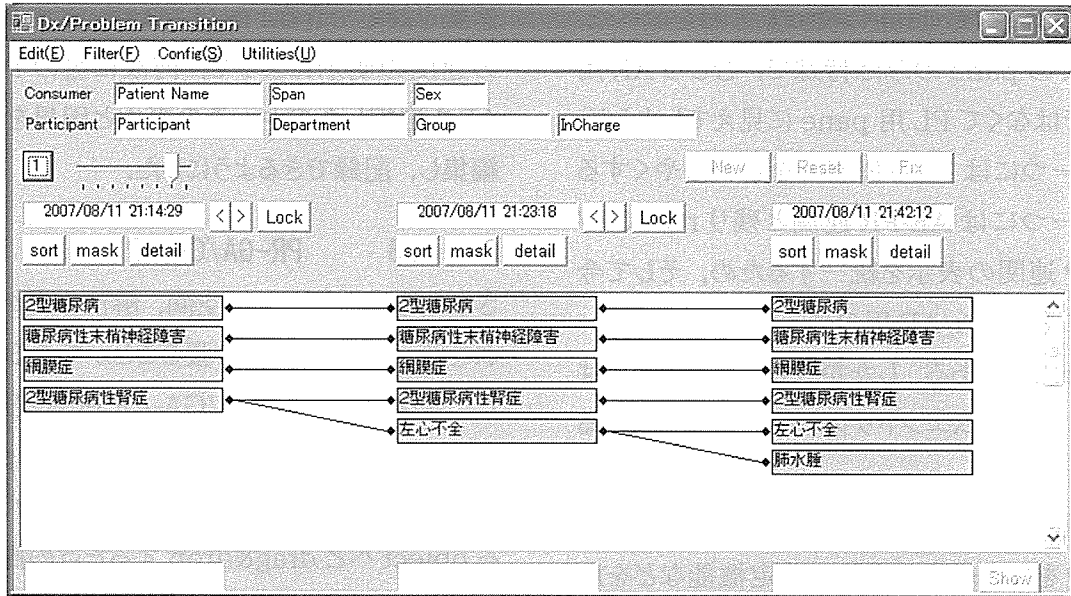 Dx/Problem Transition
Edit(E) Filter(F) Config(S) Utilities(U)
Consumer Patient Name Span Sex
Participant Participant Department Group InCharge
1 New Reset Fix
2007/08/11 21:14:29 < > Lock 2007/08/11 21:23:18 < > Lock 2007/08/11 21:42:12
sort mask detail sort mask detail sort mask detail
2型糖尿病 2型糖尿病 2型糖尿病
糖尿病性末梢神経障害 糖尿病性末梢神経障害 糖尿病性末梢神経障害
網膜症 網膜症 網膜症
2型糖尿病性腎症 2型糖尿病性腎症 2型糖尿病性腎症
左心不全 左心不全
肺水腫
Show